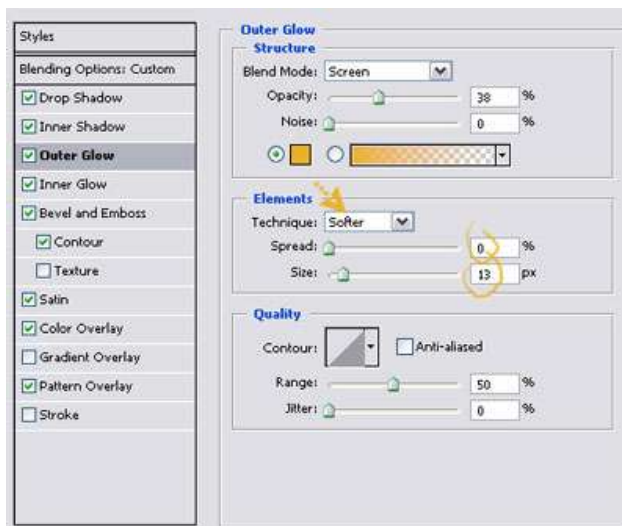 Styles
Blending Options: Custom
Drop Shadow
Inner Shadow
Outer Glow
Inner Glow
Bevel and Emboss
Contour
Texture
Satin
Color Overlay
Gradient Overlay
Pattern Overlay
Stroke
Outer Glow
Structure
Blend Mode: Screen
Opacity: 38 %
Noise: 0 %
Elements
Technique: Softer
Spread: 0 %
Size: 13 px
Quality
Contour: Anti-aliased
Range: 50 %
Jitter: 0 %